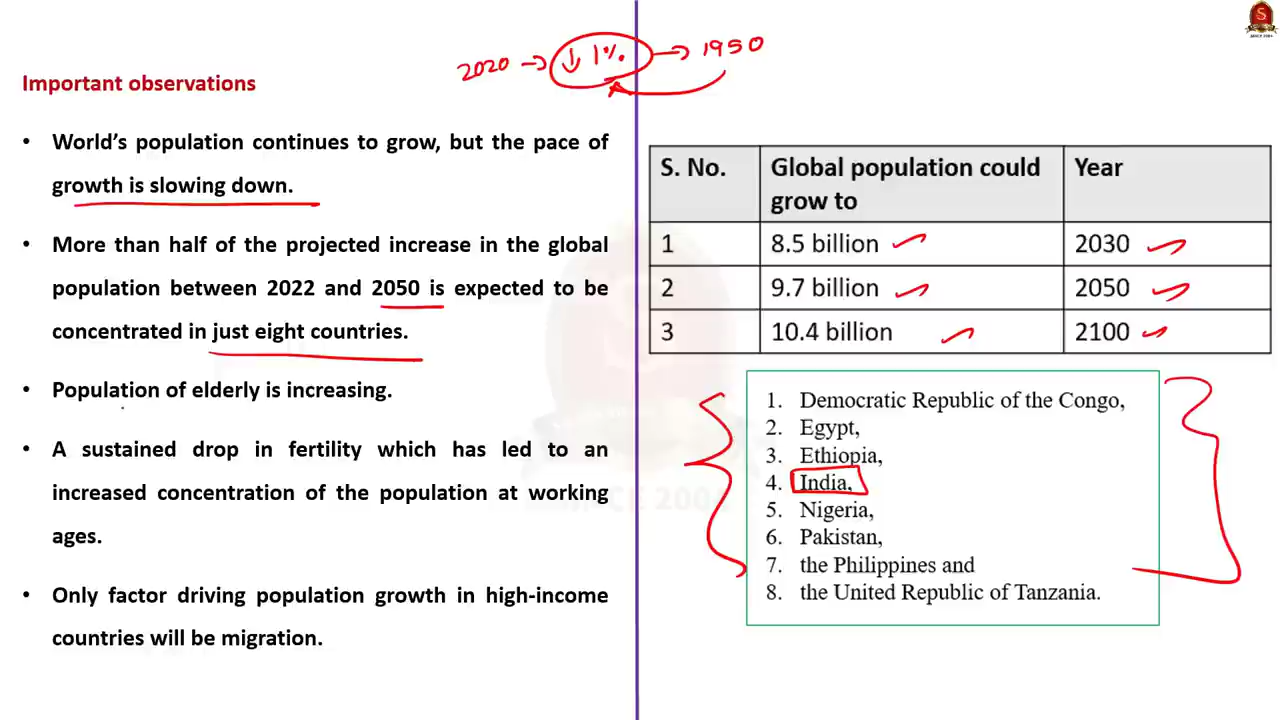 2020 → ↓ 1% → 1950
Important observations
• World's population continues to grow, but the pace of
growth is slowing down.
• More than half of the projected increase in the global
population between 2022 and 2050 is expected to be
concentrated in just eight countries.
• Population of elderly is increasing.
• A sustained drop in fertility which has led to an
increased concentration of the population at working
ages.
• Only factor driving population growth in high-income
countries will be migration.
S
SINCE 2004
S. No. Global population could Year
grow to
1 8.5 billion 2030
2 9.7 billion 2050
3 10.4 billion 2100
1. Democratic Republic of the Congo,
2. Egypt,
3. Ethiopia,
4. India,
5. Nigeria,
6. Pakistan,
7. the Philippines and
8. the United Republic of Tanzania.